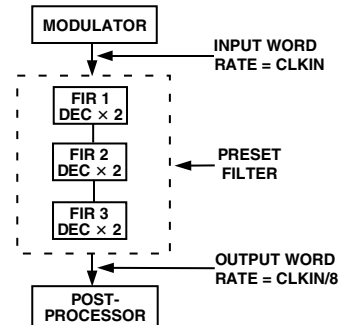 MODULATOR
INPUT WORD
RATE = CLKIN
FIR 1
DEC × 2
FIR 2
DEC × 2
PRESET
FILTER
FIR 3
DEC × 2
OUTPUT WORD
RATE = CLKIN/8
POST-
PROCESSOR